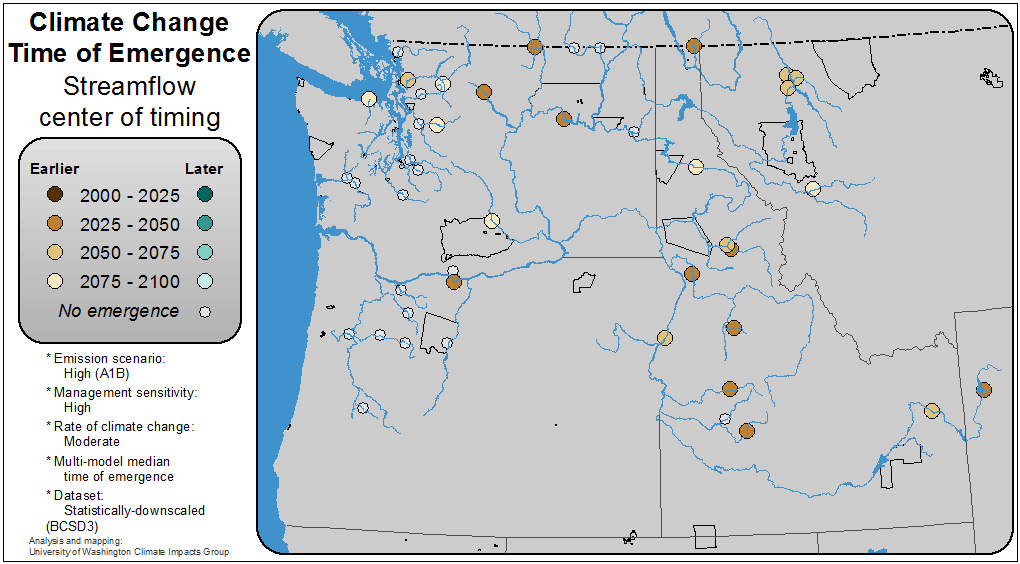 Climate Change
Time of Emergence
Streamflow
center of timing
Earlier Later
2000 - 2025
2025 - 2050
2050 - 2075
2075 - 2100
No emergence
* Emission scenario:
High (A1B)
* Management sensitivity:
High
* Rate of climate change:
Moderate
* Multi-model median
time of emergence
* Dataset:
Statistically-downscaled
(BCSD3)
Analysis and mapping:
University of Washington Climate Impacts Group